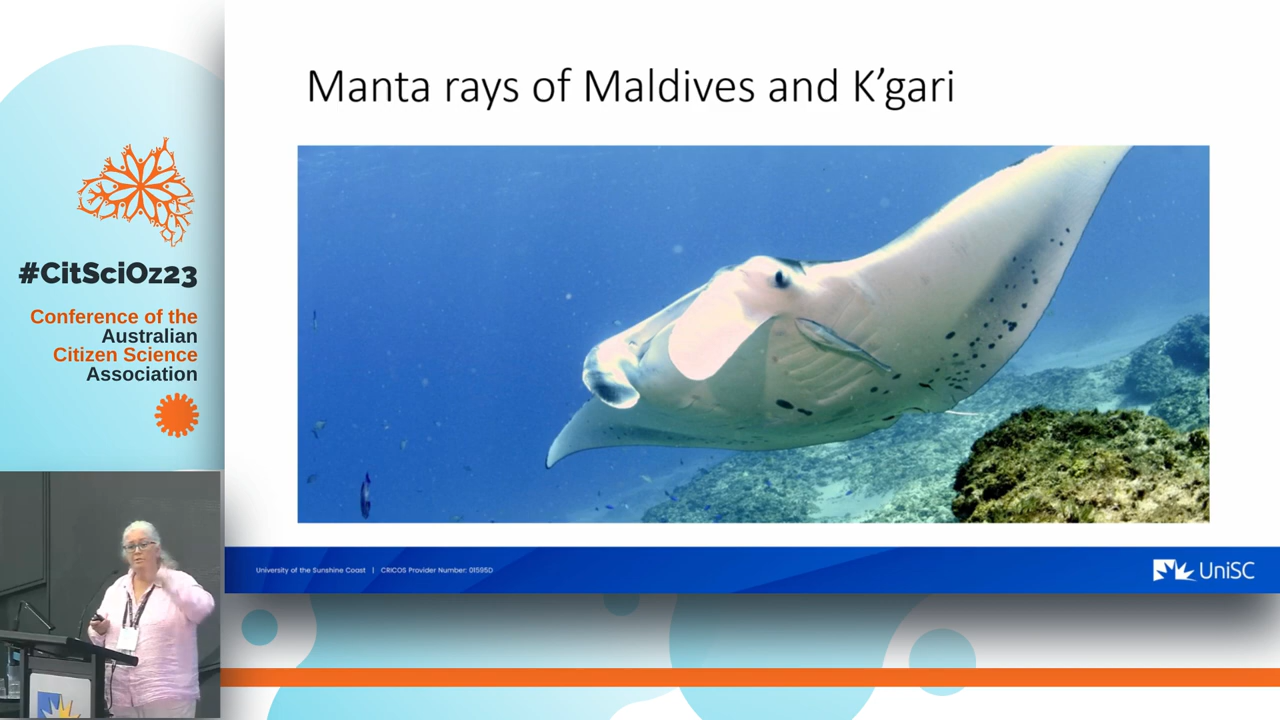 Manta rays of Maldives and K'gari
#CitSciOz23
Conference of the
Australian
Citizen Science
Association
University of the Sunshine Coast | CRICOS Provider Number: 01595D
UniSC